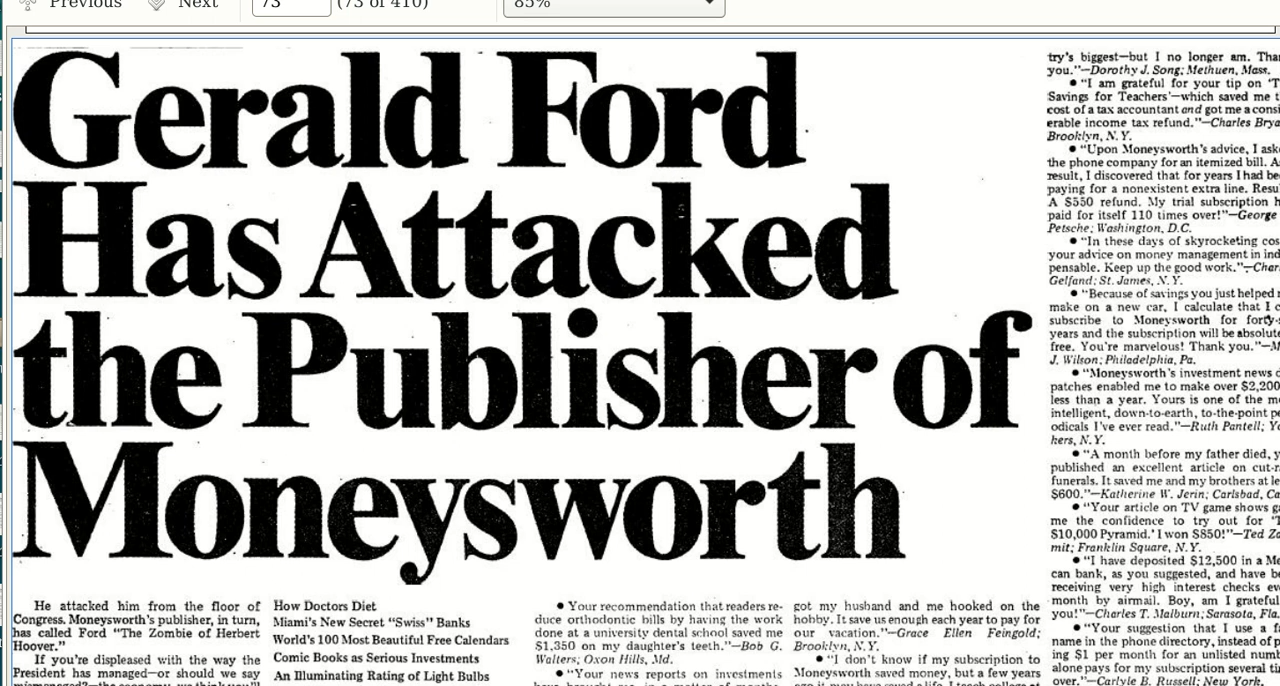 Previous Next 73 (73 of 410) 85%
Gerald Ford
Has Attacked
the Publisher of
Moneysworth
He attacked him from the floor of
Congress. Moneysworth's publisher, in turn,
has called Ford "The Zombie of Herbert
Hoover."
If you're displeased with the way the
President has managed—or should we say
How Doctors Diet
Miami's New Secret "Swiss" Banks
World's 100 Most Beautiful Free Calendars
Comic Books as Serious Investments
An Illuminating Rating of Light Bulbs
● Your recommendation that readers re-
duce orthodontic bills by having the work
done at a university dental school saved me
$1,350 on my daughter's teeth."—Bob G.
Walters; Oxon Hills, Md.
● "Your news reports on investments
got my husband and me hooked on the
hobby. It save us enough each year to pay for
our vacation."—Grace Ellen Feingold;
Brooklyn, N.Y.
● "I don't know if my subscription to
Moneysworth saved money, but a few years
try's biggest—but I no longer am.
you."—Dorothy J. Song; Methuen, Mass.
● "I am grateful for your tip on
Savings for Teachers'—which saved me
cost of a tax accountant and got me a
erable income tax refund."—Charles
Brooklyn, N.Y.
● "Upon Moneysworth's advice, I
the phone company for an itemized bill.
result, I discovered that for years I had
paying for a nonexistent extra line.
A $550 refund. My trial subscription
paid for itself 110 times over!"—George
Petsche; Washington, D.C.
● "In these days of skyrocketing
your advice on money management in
pensable. Keep up the good work."—
Gelfand; St. James, N.Y.
● "Because of savings you just helped
make on a new car, I calculate that I
subscribe to Moneysworth for
years and the subscription will be
free. You're marvelous! Thank you."—
J. Wilson; Philadelphia, Pa.
● "Moneysworth's investment news
patches enabled me to make over $2,200
less than a year. Yours is one of the
intelligent, down-to-earth, to-the-point
odicals I've ever read."—Ruth Pantell;
kers, N.Y.
● "A month before my father died,
published an excellent article on
funerals. It saved me and my brothers at
$600."—Katherine W. Jerin; Carlsbad,
● "Your article on TV game shows
me the confidence to try out for
$10,000 Pyramid.' I won $850!"—Ted
mit; Franklin Square, N.Y.
● "I have deposited $12,500 in a
can bank, as you suggested, and have
receiving very high interest checks
month by airmail. Boy, am I grateful
you!"—Charles T. Malburn; Sarasota, Fla.
● "Your suggestion that I use a
name in the phone directory, instead of
ing $1 per month for an unlisted
alone pays for my subscription several
over."—Carlyle B. Russell; New York.